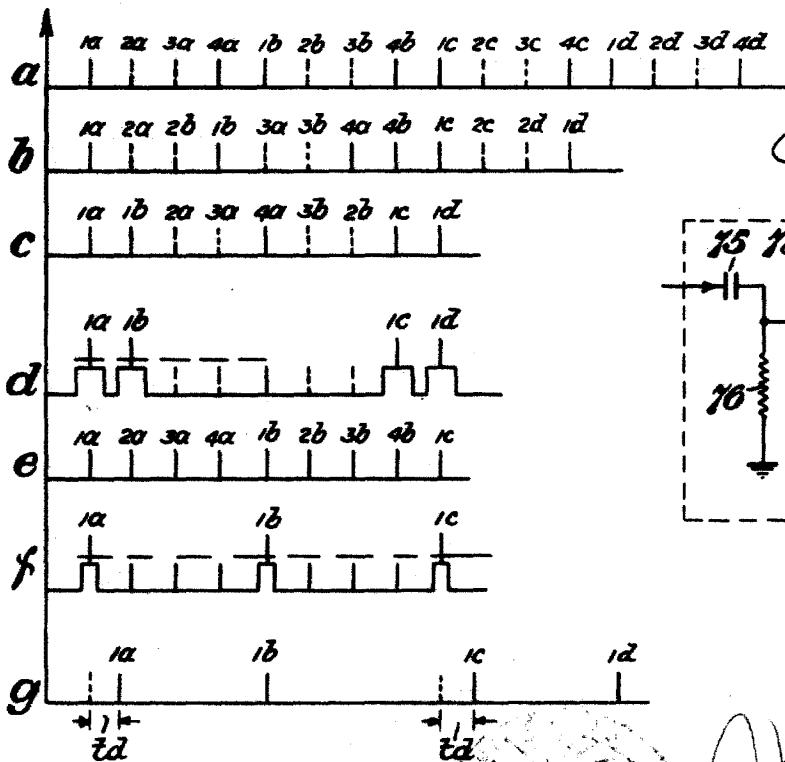 1a 2a 3a 4a 1b 2b 3b 4b 1c 2c 3c 4c 1d 2d 3d 4d
a
1a 2a 2b 1b 3a 3b 4a 4b 1c 2c 2d 1d
b
1a 1b 2a 3a 4a 3b 2b 1c 1d
c
75
1a 1b 1c 1d
d
76
1a 2a 3a 4a 1b 2b 3b 4b 1c
e
1a 1b 1c
f
1a 1b 1c 1d
g
td td